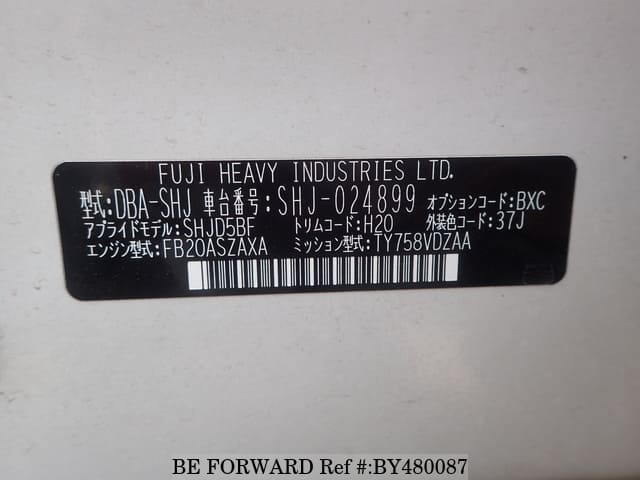 FUJI HEAVY INDUSTRIES LTD.
型式:DBA-SHJ 車台番号:SHJ-024899 オプションコード:BXC
アプライドモデル:SHJD5BF トリムコード:H20 外装色コード:37J
エンジン型式:FB20ASZAXA ミッション型式:TY758VDZAA
BE FORWARD Ref #:BY480087